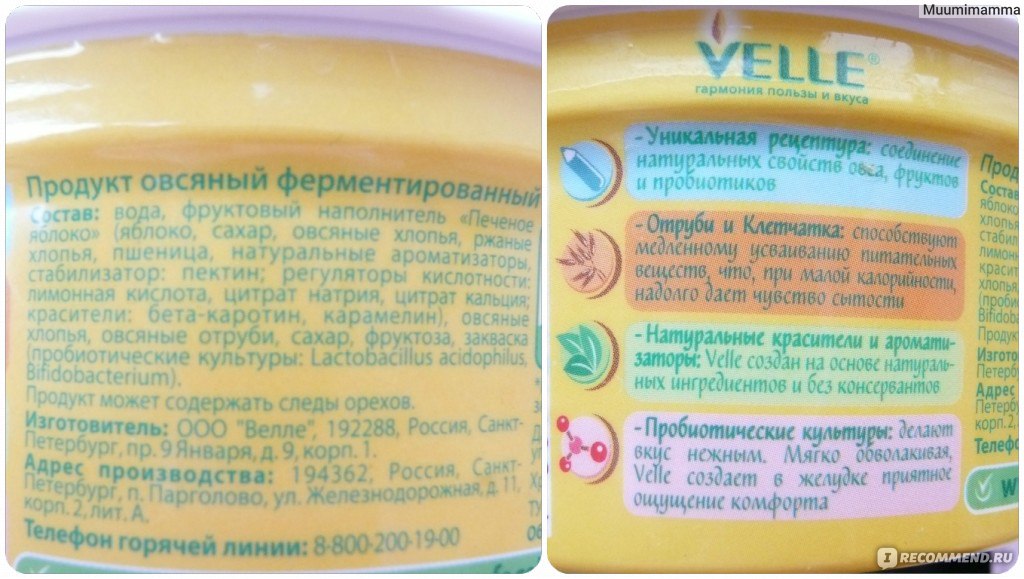 Muumimamma
Продукт овсяный ферментированный
Состав: вода, фруктовый наполнитель «Печеное
яблоко» (яблоко, сахар, овсяные хлопья, ржаные
хлопья, пшеница, натуральные ароматизаторы,
стабилизатор: пектин; регуляторы кислотности:
лимонная кислота, цитрат натрия, цитрат кальция;
красители: бета-каротин, карамелин), овсяные
хлопья, овсяные отруби, сахар, фруктоза, закваска
(пробиотические культуры: Lactobacillus acidophilus,
Bifidobacterium).
Продукт может содержать следы орехов.
Изготовитель: ООО "Велле", 192288, Россия, Санкт-
Петербург, пр. 9 Января, д. 9, корп. 1.
Адрес производства: 194362, Россия, Санкт-
Петербург, п. Парголово, ул. Железнодорожная, д. 11,
корп. 2, лит. А.
Телефон горячей линии: 8-800-200-19-00
VELLE®
гармония пользы и вкуса
- Уникальная рецептура: соединение
натуральных свойств овса, фруктов
и пробиотиков
- Отруби и Клетчатка: способствуют
медленному усваиванию питательных
веществ, что, при малой калорийности,
надолго дает чувство сытости
- Натуральные красители и аромати-
заторы: Velle создан на основе натураль-
ных ингредиентов и без консервантов
- Пробиотические культуры: делают
вкус нежным. Мягко обволакивая,
Velle создает в желудке приятное
ощущение комфорта
I RECOMMEND.RU